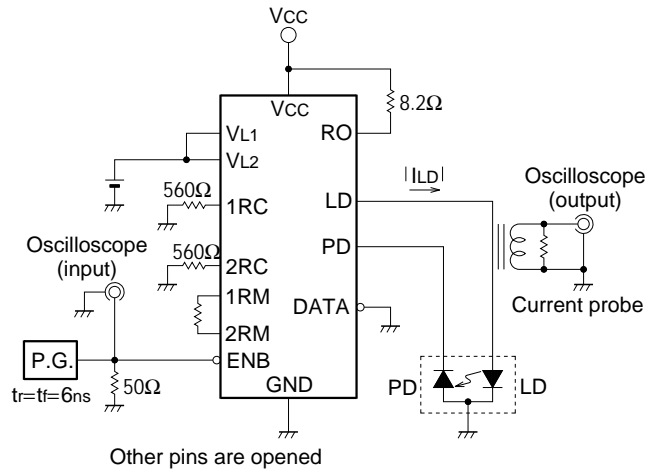 VCC
8.2Ω
VCC
VL1
RO
VL2
|ILD|
Oscilloscope
(output)
560Ω
1RC
LD
Oscilloscope
(input)
560Ω
2RC
PD
1RM
Current probe
DATA
2RM
P.G.
ENB
tr=tf=6ns
50Ω
GND
PD
LD
Other pins are opened